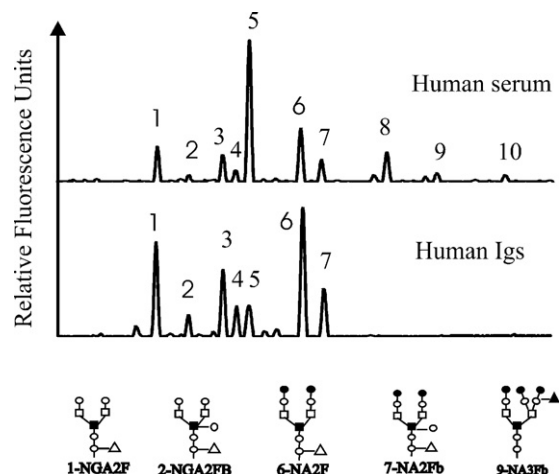 Relative Fluorescence Units
5
Human serum
1 2 3 4 6 7 8 9 10
Human Igs
1 2 3 4 5 6 7
1-NGA2F 2-NGA2FB 6-NA2F 7-NA2Fb 9-NA3Fb